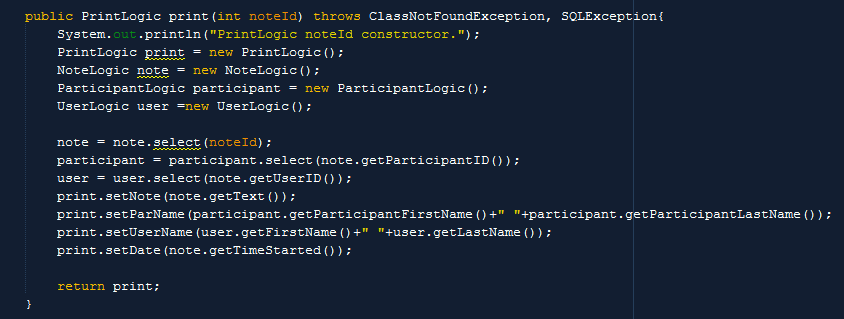 public PrintLogic print(int noteId) throws ClassNotFoundException, SQLException{
System.out.println("PrintLogic noteId constructor.");
PrintLogic print = new PrintLogic();
NoteLogic note = new NoteLogic();
ParticipantLogic participant = new ParticipantLogic();
UserLogic user =new UserLogic();
note = note.select(noteId);
participant = participant.select(note.getParticipantID());
user = user.select(note.getUserID());
print.setNote(note.getText());
print.setParName(participant.getParticipantFirstName()+" "+participant.getParticipantLastName());
print.setUserName(user.getFirstName()+" "+user.getLastName());
print.setDate(note.getTimeStarted());
return print;
}